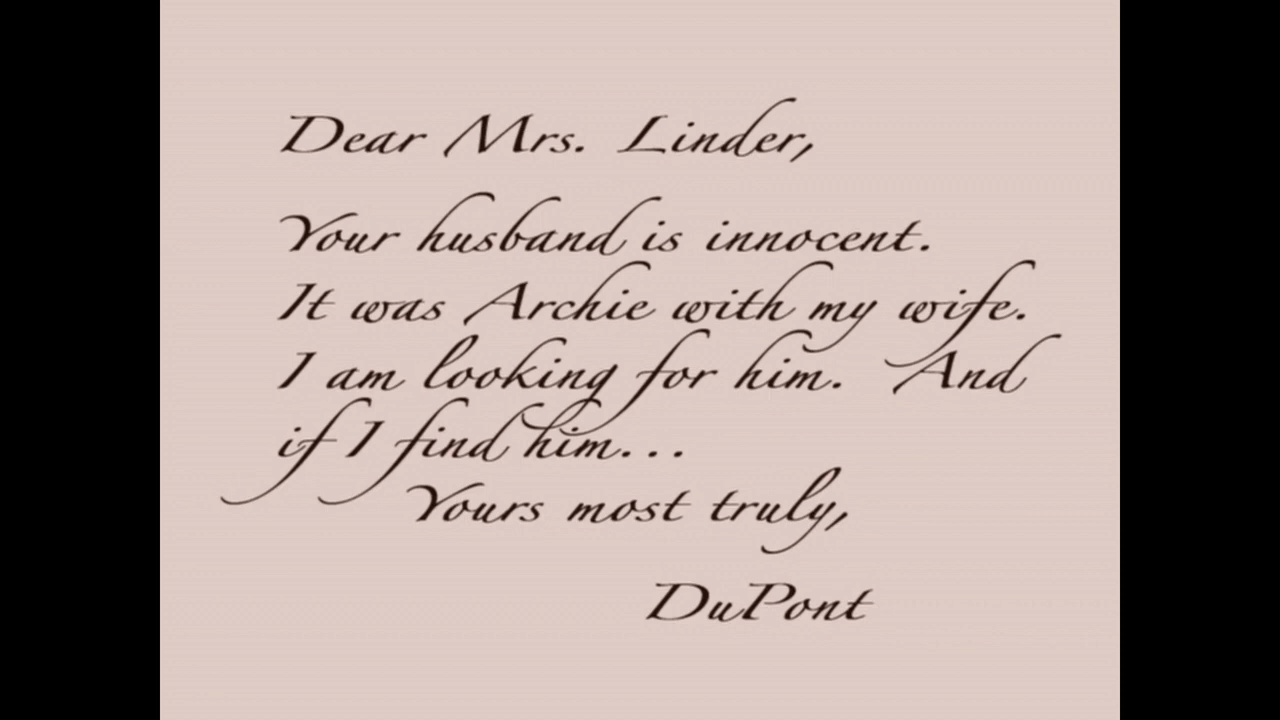 Dear Mrs. Linder,
Your husband is innocent.
It was Archie with my wife.
I am looking for him. And
if I find him...
Yours most truly,
DuPont